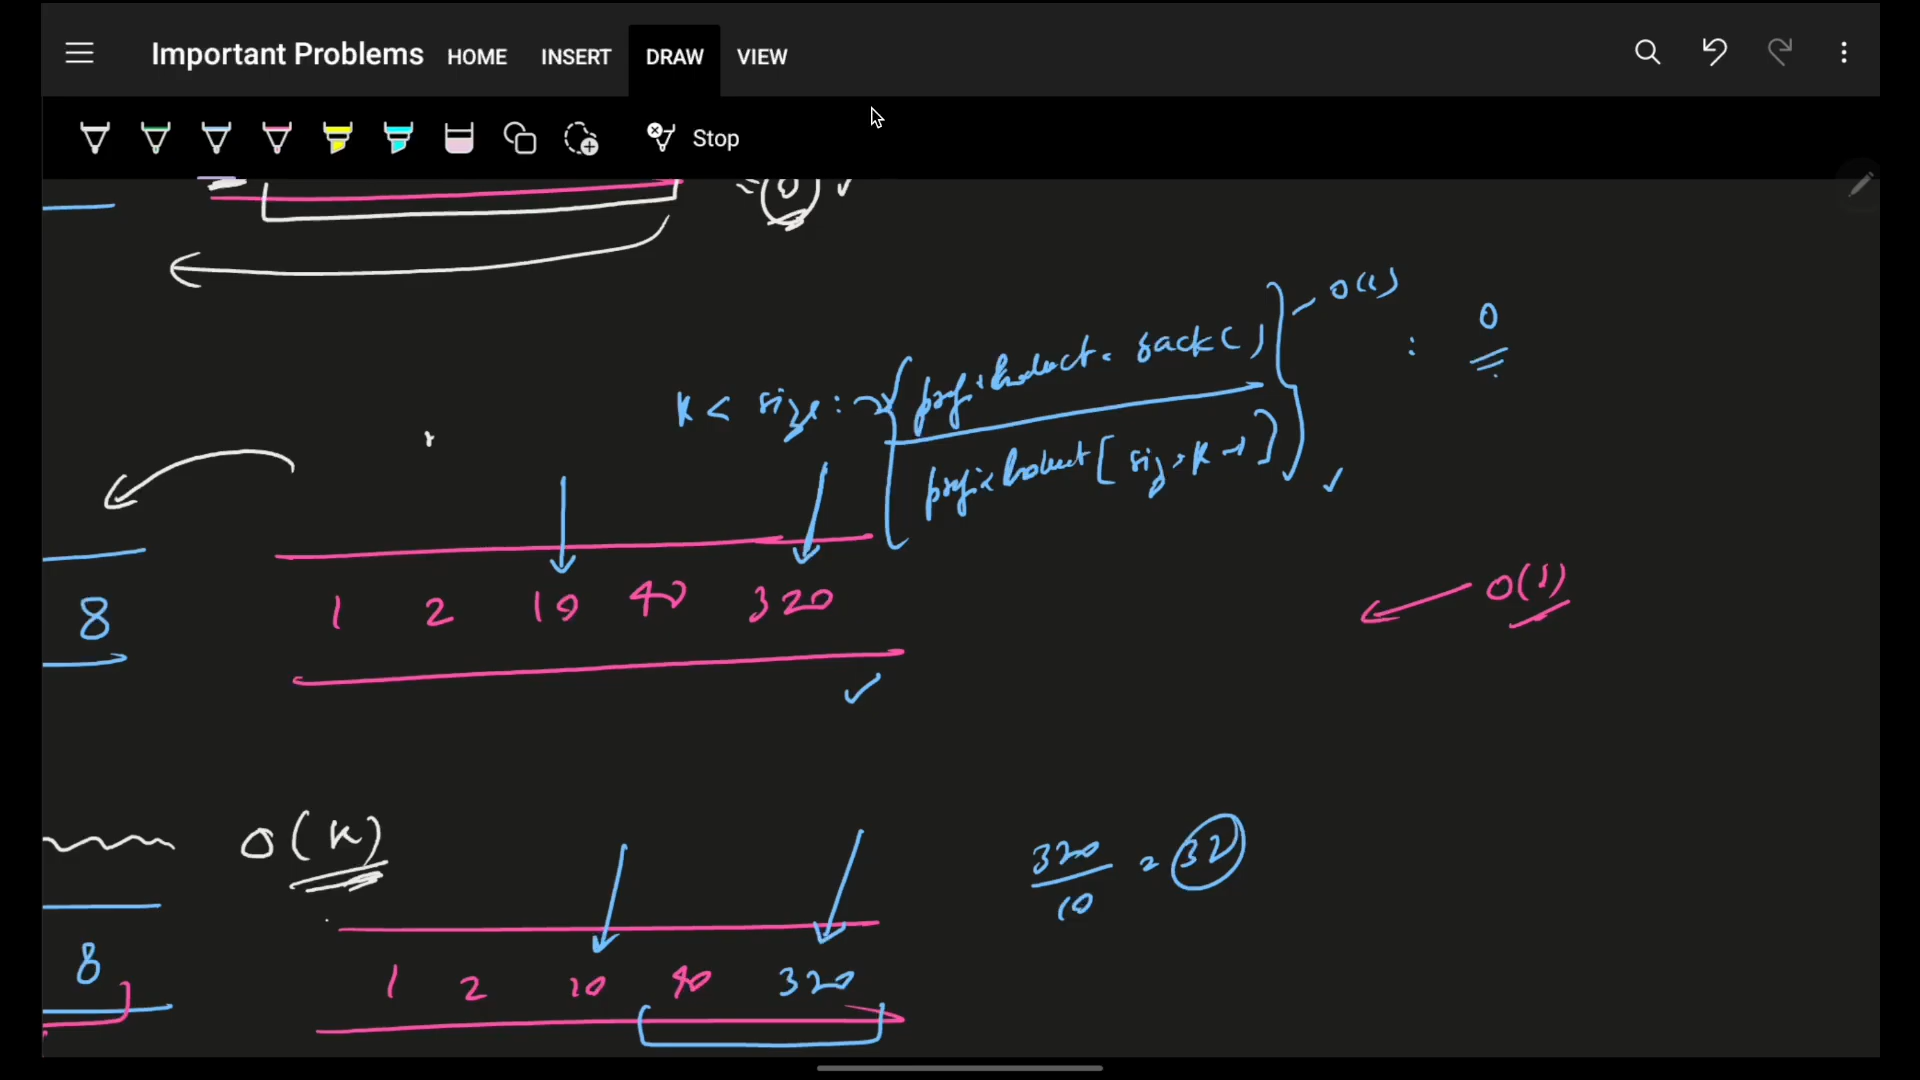 Important Problems HOME INSERT DRAW VIEW
Stop
0
O(1)
K < size : prefixProduct.back() : 0
prefixProduct[size-K-1]
8 1 2 10 40 320
O(1)
O(K)
320
10 = 32
8 1 2 10 40 320